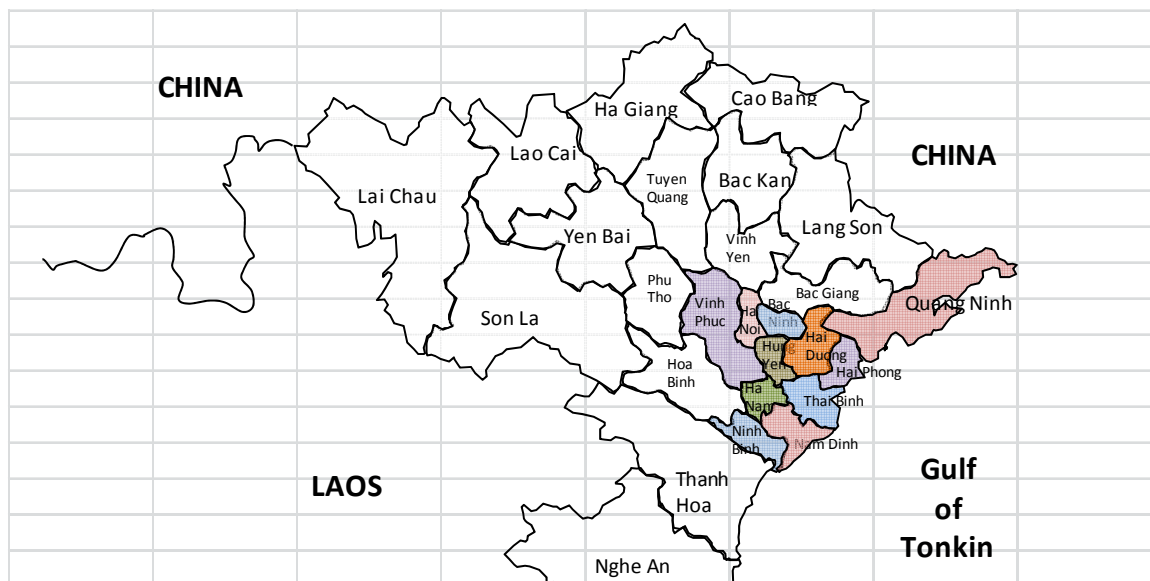 CHINA
Ha Giang
Cao Bang
Lao Cai
CHINA
Tuyen
Quang
Bac Kan
Lai Chau
Yen Bai
Vinh
Yen
Lang Son
Phu
Tho
Vinh
Phuc
Ha
Noi
Bac
Ninh
Bac Giang
Quang Ninh
Son La
Hung
Yen
Hai
Duong
Hai Phong
Hoa
Binh
Ha
Nam
Thai Binh
Ninh
Binh
Nam Dinh
LAOS
Thanh
Hoa
Gulf
of
Tonkin
Nghe An